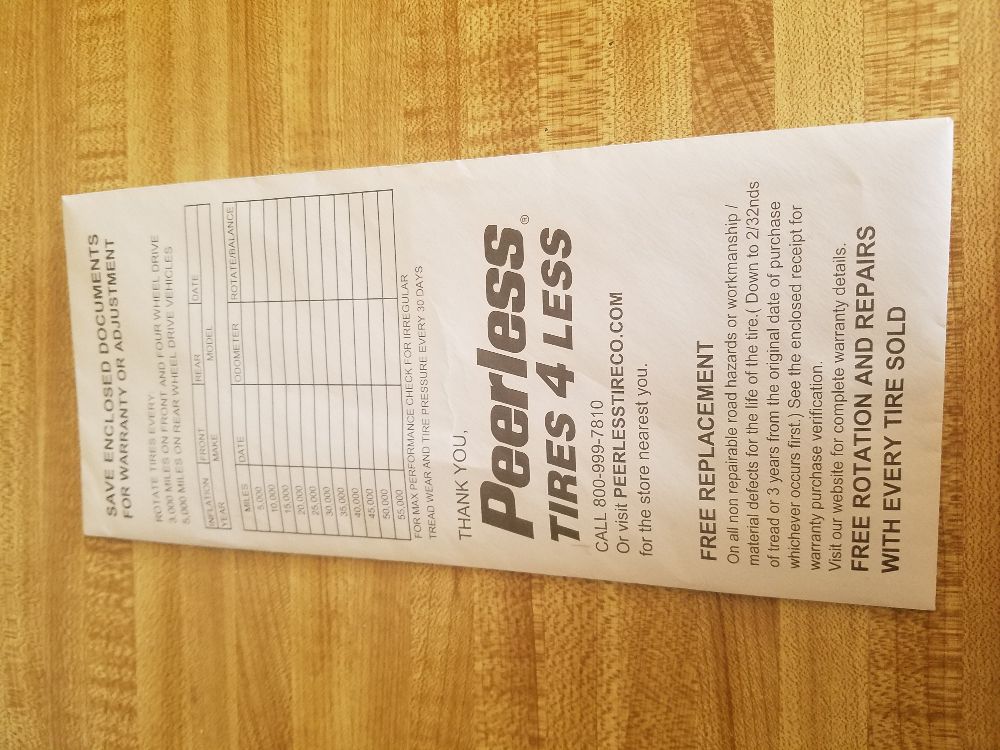 SAVE ENCLOSED DOCUMENTS
FOR WARRANTY OR ADJUSTMENT
ROTATE TIRES EVERY
3,000 MILES ON FRONT AND FOUR WHEEL DRIVE
5,000 MILES ON REAR WHEEL DRIVE VEHICLES
INFLATION FRONT REAR DATE
YEAR MAKE MODEL
MILES DATE ODOMETER ROTATE/BALANCE
5,000
10,000
15,000
20,000
25,000
30,000
35,000
40,000
45,000
50,000
55,000
FOR MAX PERFORMANCE CHECK FOR IRREGULAR
TREAD WEAR AND TIRE PRESSURE EVERY 30 DAYS
THANK YOU,
Peerless®
TIRES 4 LESS
CALL 800-999-7810
Or visit PEERLESSTIRECO.COM
for the store nearest you.
FREE REPLACEMENT
On all non repairable road hazards or workmanship /
material defects for the life of the tire.( Down to 2/32nds
of tread or 3 years from the original date of purchase
whichever occurs first.) See the enclosed receipt for
warranty purchase verification.
Visit our website for complete warranty details.
FREE ROTATION AND REPAIRS
WITH EVERY TIRE SOLD